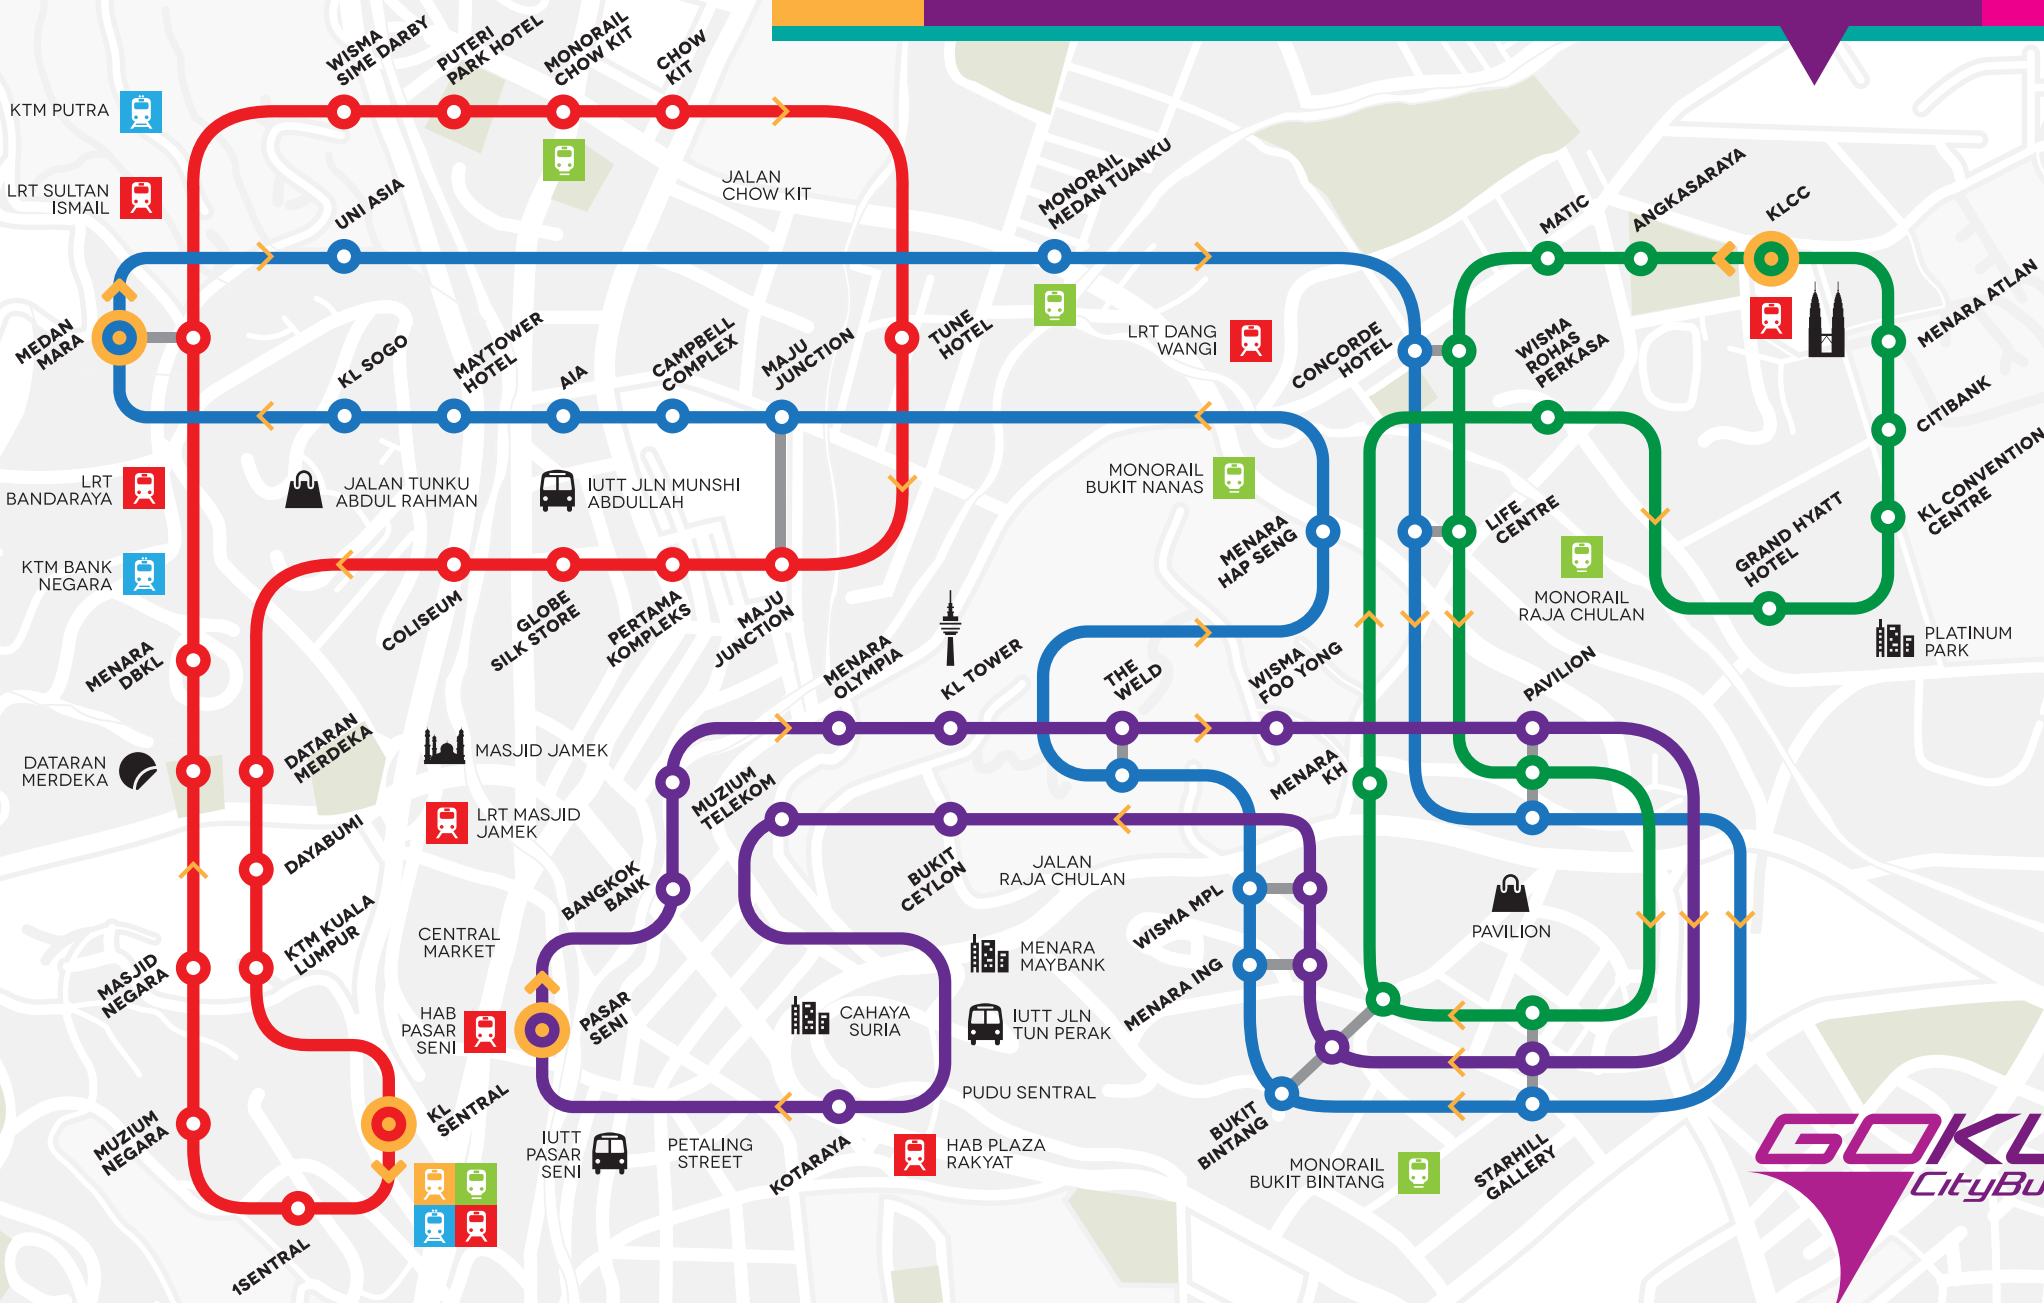 WISMA
SIME DARBY
PUTERI
PARK HOTEL
MONORAIL
CHOW KIT
CHOW
KIT
KTM PUTRA
LRT SULTAN
ISMAIL
JALAN
CHOW KIT
UNI ASIA
MONORAIL
MEDAN TUANKU
MATIC
ANGKASARAYA
KLCC
MENARA ATLAN
MEDAN
MARA
KL SOGO
MAYTOWER
HOTEL
AIA
CAMPBELL
COMPLEX
MAJU
JUNCTION
TUNE
HOTEL
LRT DANG
WANGI
CONCORDE
HOTEL
WISMA
ROHAS
PERKASA
CITIBANK
KL CONVENTION
CENTRE
LRT
BANDARAYA
JALAN TUNKU
ABDUL RAHMAN
IUTT JLN MUNSHI
ABDULLAH
MONORAIL
BUKIT NANAS
MENARA
HAP SENG
LIFE
CENTRE
GRAND HYATT
HOTEL
KTM BANK
NEGARA
COLISEUM
GLOBE
SILK STORE
PERTAMA
KOMPLEKS
MAJU
JUNCTION
MONORAIL
RAJA CHULAN
PLATINUM
PARK
MENARA
DBKL
MENARA
OLYMPIA
KL TOWER
THE
WELD
WISMA
FOO YONG
PAVILION
DATARAN
MERDEKA
DATARAN
MERDEKA
MASJID JAMEK
MUZIUM
TELEKOM
MENARA
KH
LRT MASJID
JAMEK
DAYABUMI
BANGKOK
BANK
BUKIT
CEYLON
JALAN
RAJA CHULAN
WISMA MPL
PAVILION
KTM KUALA
LUMPUR
CENTRAL
MARKET
MENARA
MAYBANK
MENARA ING
MASJID
NEGARA
HAB
PASAR
SENI
PASAR
SENI
CAHAYA
SURIA
IUTT JLN
TUN PERAK
PUDU SENTRAL
MUZIUM
NEGARA
KL
SENTRAL
IUTT
PASAR
SENI
PETALING
STREET
KOTARAYA
HAB PLAZA
RAKYAT
BUKIT
BINTANG
MONORAIL
BUKIT BINTANG
STARHILL
GALLERY
1SENTRAL
GOKL
CityBu